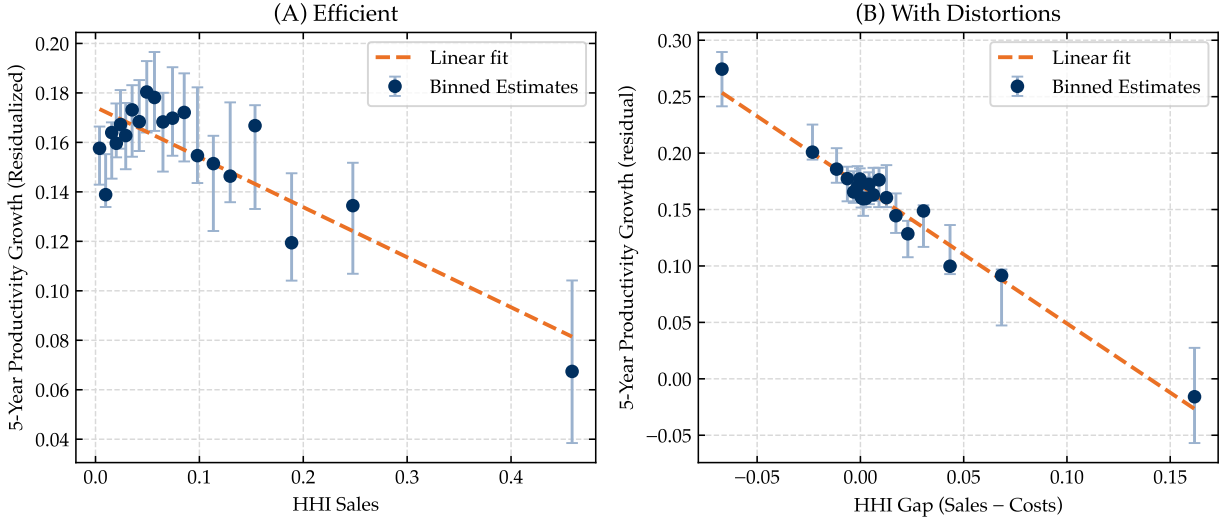 (A) Efficient
5-Year Productivity Growth (Residualized)
0.20
0.18
0.16
0.14
0.12
0.10
0.08
0.06
0.04
Linear fit
Binned Estimates
0.0
0.1
0.2
0.3
0.4
HHI Sales
(B) With Distortions
5-Year Productivity Growth (residual)
0.30
0.25
0.20
0.15
0.10
0.05
0.00
−0.05
Linear fit
Binned Estimates
−0.05
0.00
0.05
0.10
0.15
HHI Gap (Sales − Costs)